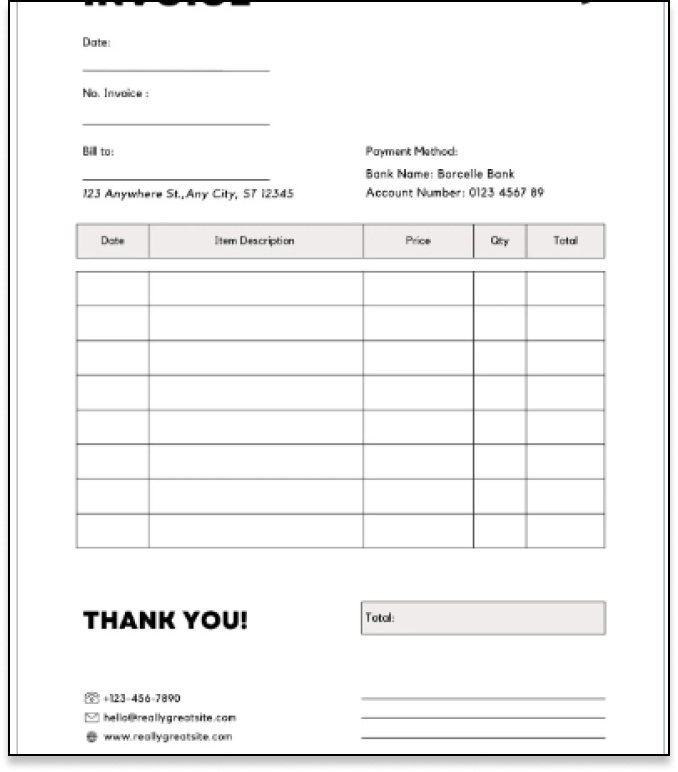 INVOICE
Date:
No. Invoice :
Bill to:
123 Anywhere St., Any City, ST 12345
Payment Method:
Bank Name: Borcelle Bank
Account Number: 0123 4567 89
Date Item Description Price Qty Total
THANK YOU!
Total:
+123-456-7890
hello@reallygreatsite.com
www.reallygreatsite.com